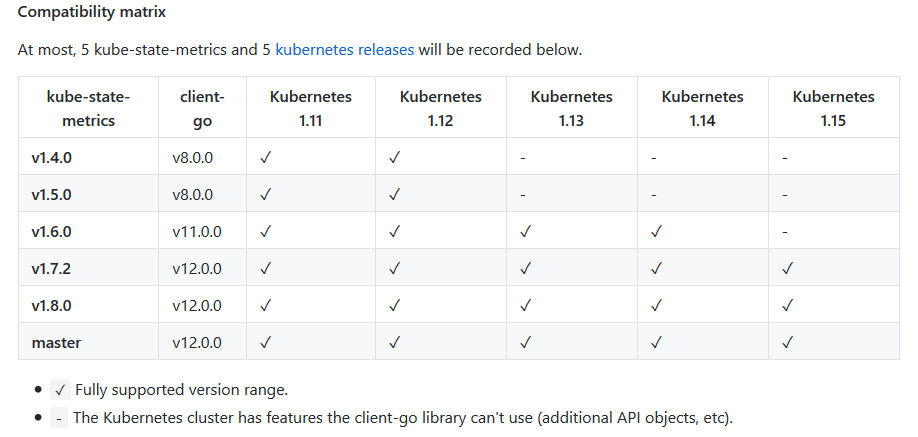 Compatibility matrix
At most, 5 kube-state-metrics and 5 kubernetes releases will be recorded below.
kube-state-metrics client-go Kubernetes 1.11 Kubernetes 1.12 Kubernetes 1.13 Kubernetes 1.14 Kubernetes 1.15
v1.4.0 v8.0.0 ✓ ✓ - - -
v1.5.0 v8.0.0 ✓ ✓ - - -
v1.6.0 v11.0.0 ✓ ✓ ✓ ✓ -
v1.7.2 v12.0.0 ✓ ✓ ✓ ✓ ✓
v1.8.0 v12.0.0 ✓ ✓ ✓ ✓ ✓
master v12.0.0 ✓ ✓ ✓ ✓ ✓
• ✓ Fully supported version range.
• - The Kubernetes cluster has features the client-go library can't use (additional API objects, etc).